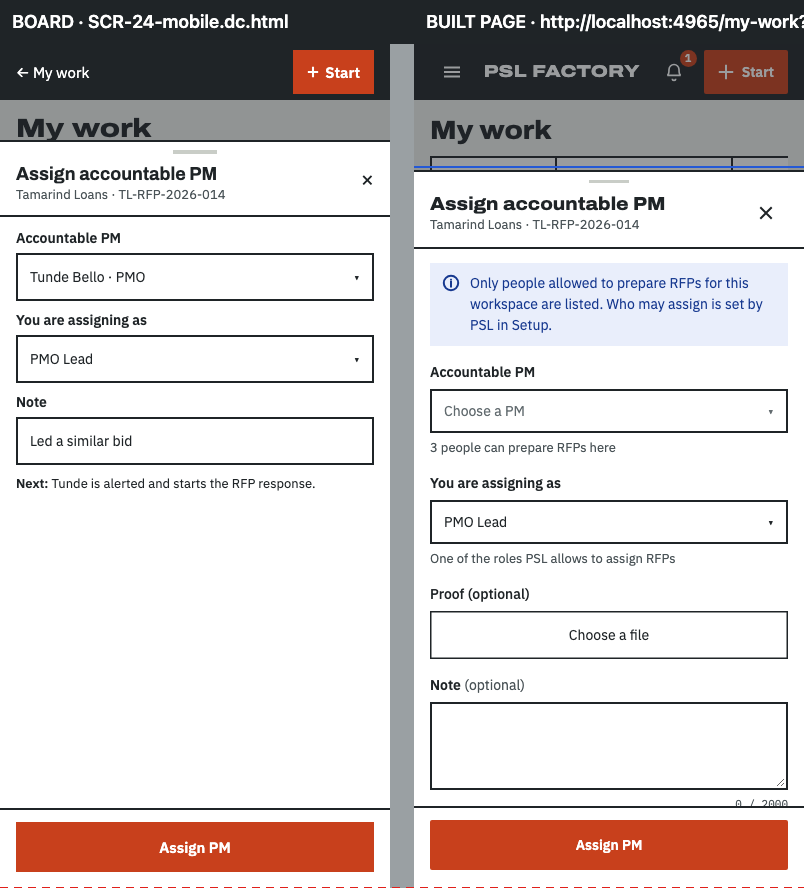 BOARD · SCR-24-mobile.dc.html
← My work
+ Start
My work
Assign accountable PM
×
Tamarind Loans · TL-RFP-2026-014
Accountable PM
Tunde Bello · PMO
You are assigning as
PMO Lead
Note
Led a similar bid
Next: Tunde is alerted and starts the RFP response.
Assign PM
BUILT PAGE · http://localhost:4965/my-work?
PSL FACTORY
1
+ Start
My work
Assign accountable PM
×
Tamarind Loans · TL-RFP-2026-014
Only people allowed to prepare RFPs for this
workspace are listed. Who may assign is set by
PSL in Setup.
Accountable PM
Choose a PM
3 people can prepare RFPs here
You are assigning as
PMO Lead
One of the roles PSL allows to assign RFPs
Proof (optional)
Choose a file
Note (optional)
0 / 2000
Assign PM